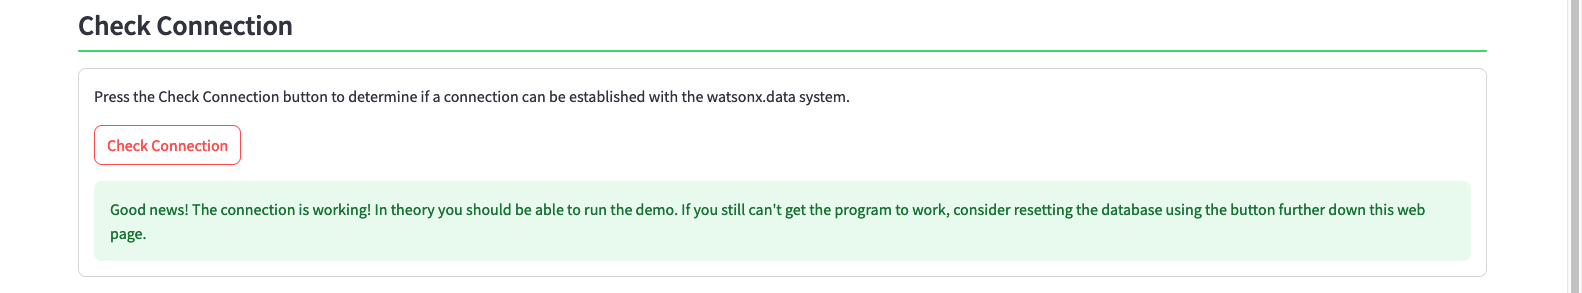 Check Connection
Press the Check Connection button to determine if a connection can be established with the watsonx.data system.
Check Connection
Good news! The connection is working! In theory you should be able to run the demo. If you still can't get the program to work, consider resetting the database using the button further down this web
page.